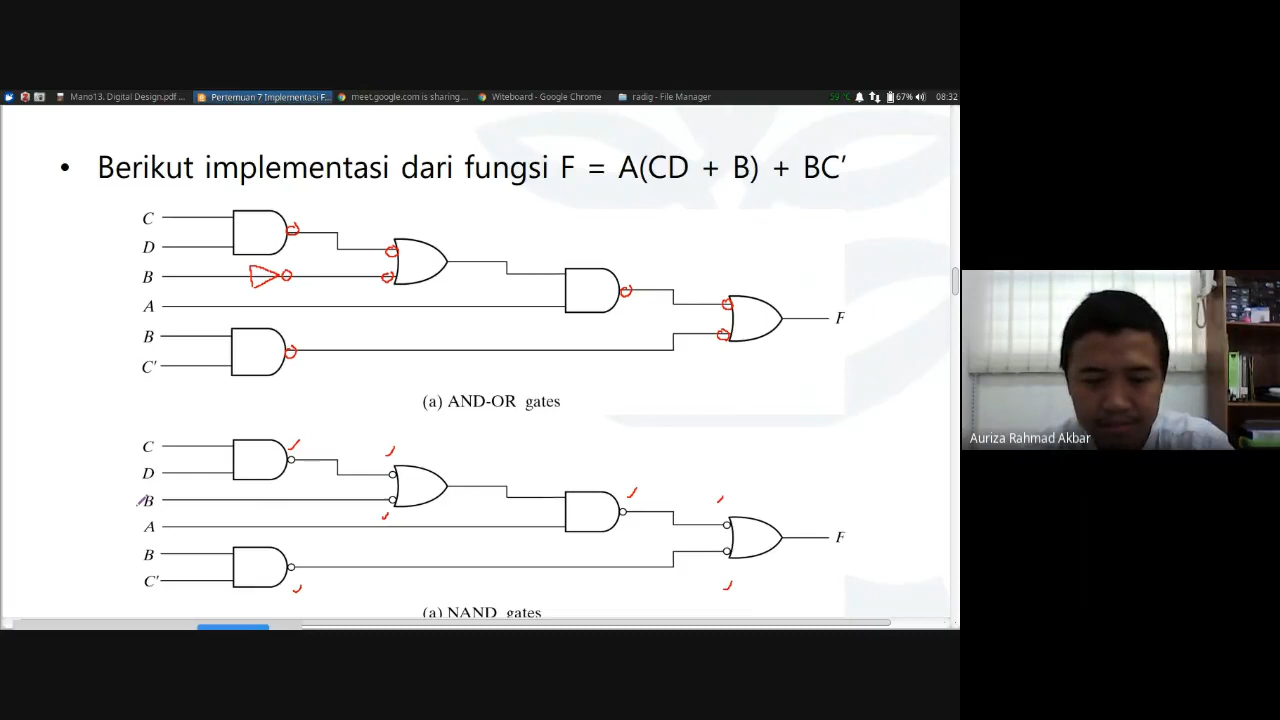 Mano13. Digital Design.pdf ... Pertemuan 7 Implementasi F... meet.google.com is sharing ... Witeboard - Google Chrome radig - File Manager 59 °C 67% 08:32
• Berikut implementasi dari fungsi F = A(CD + B) + BC′
C
D
B
A
B
C′
F
(a) AND-OR gates
C
D
B
A
B
C′
F
(a) NAND gates
Auriza Rahmad Akbar